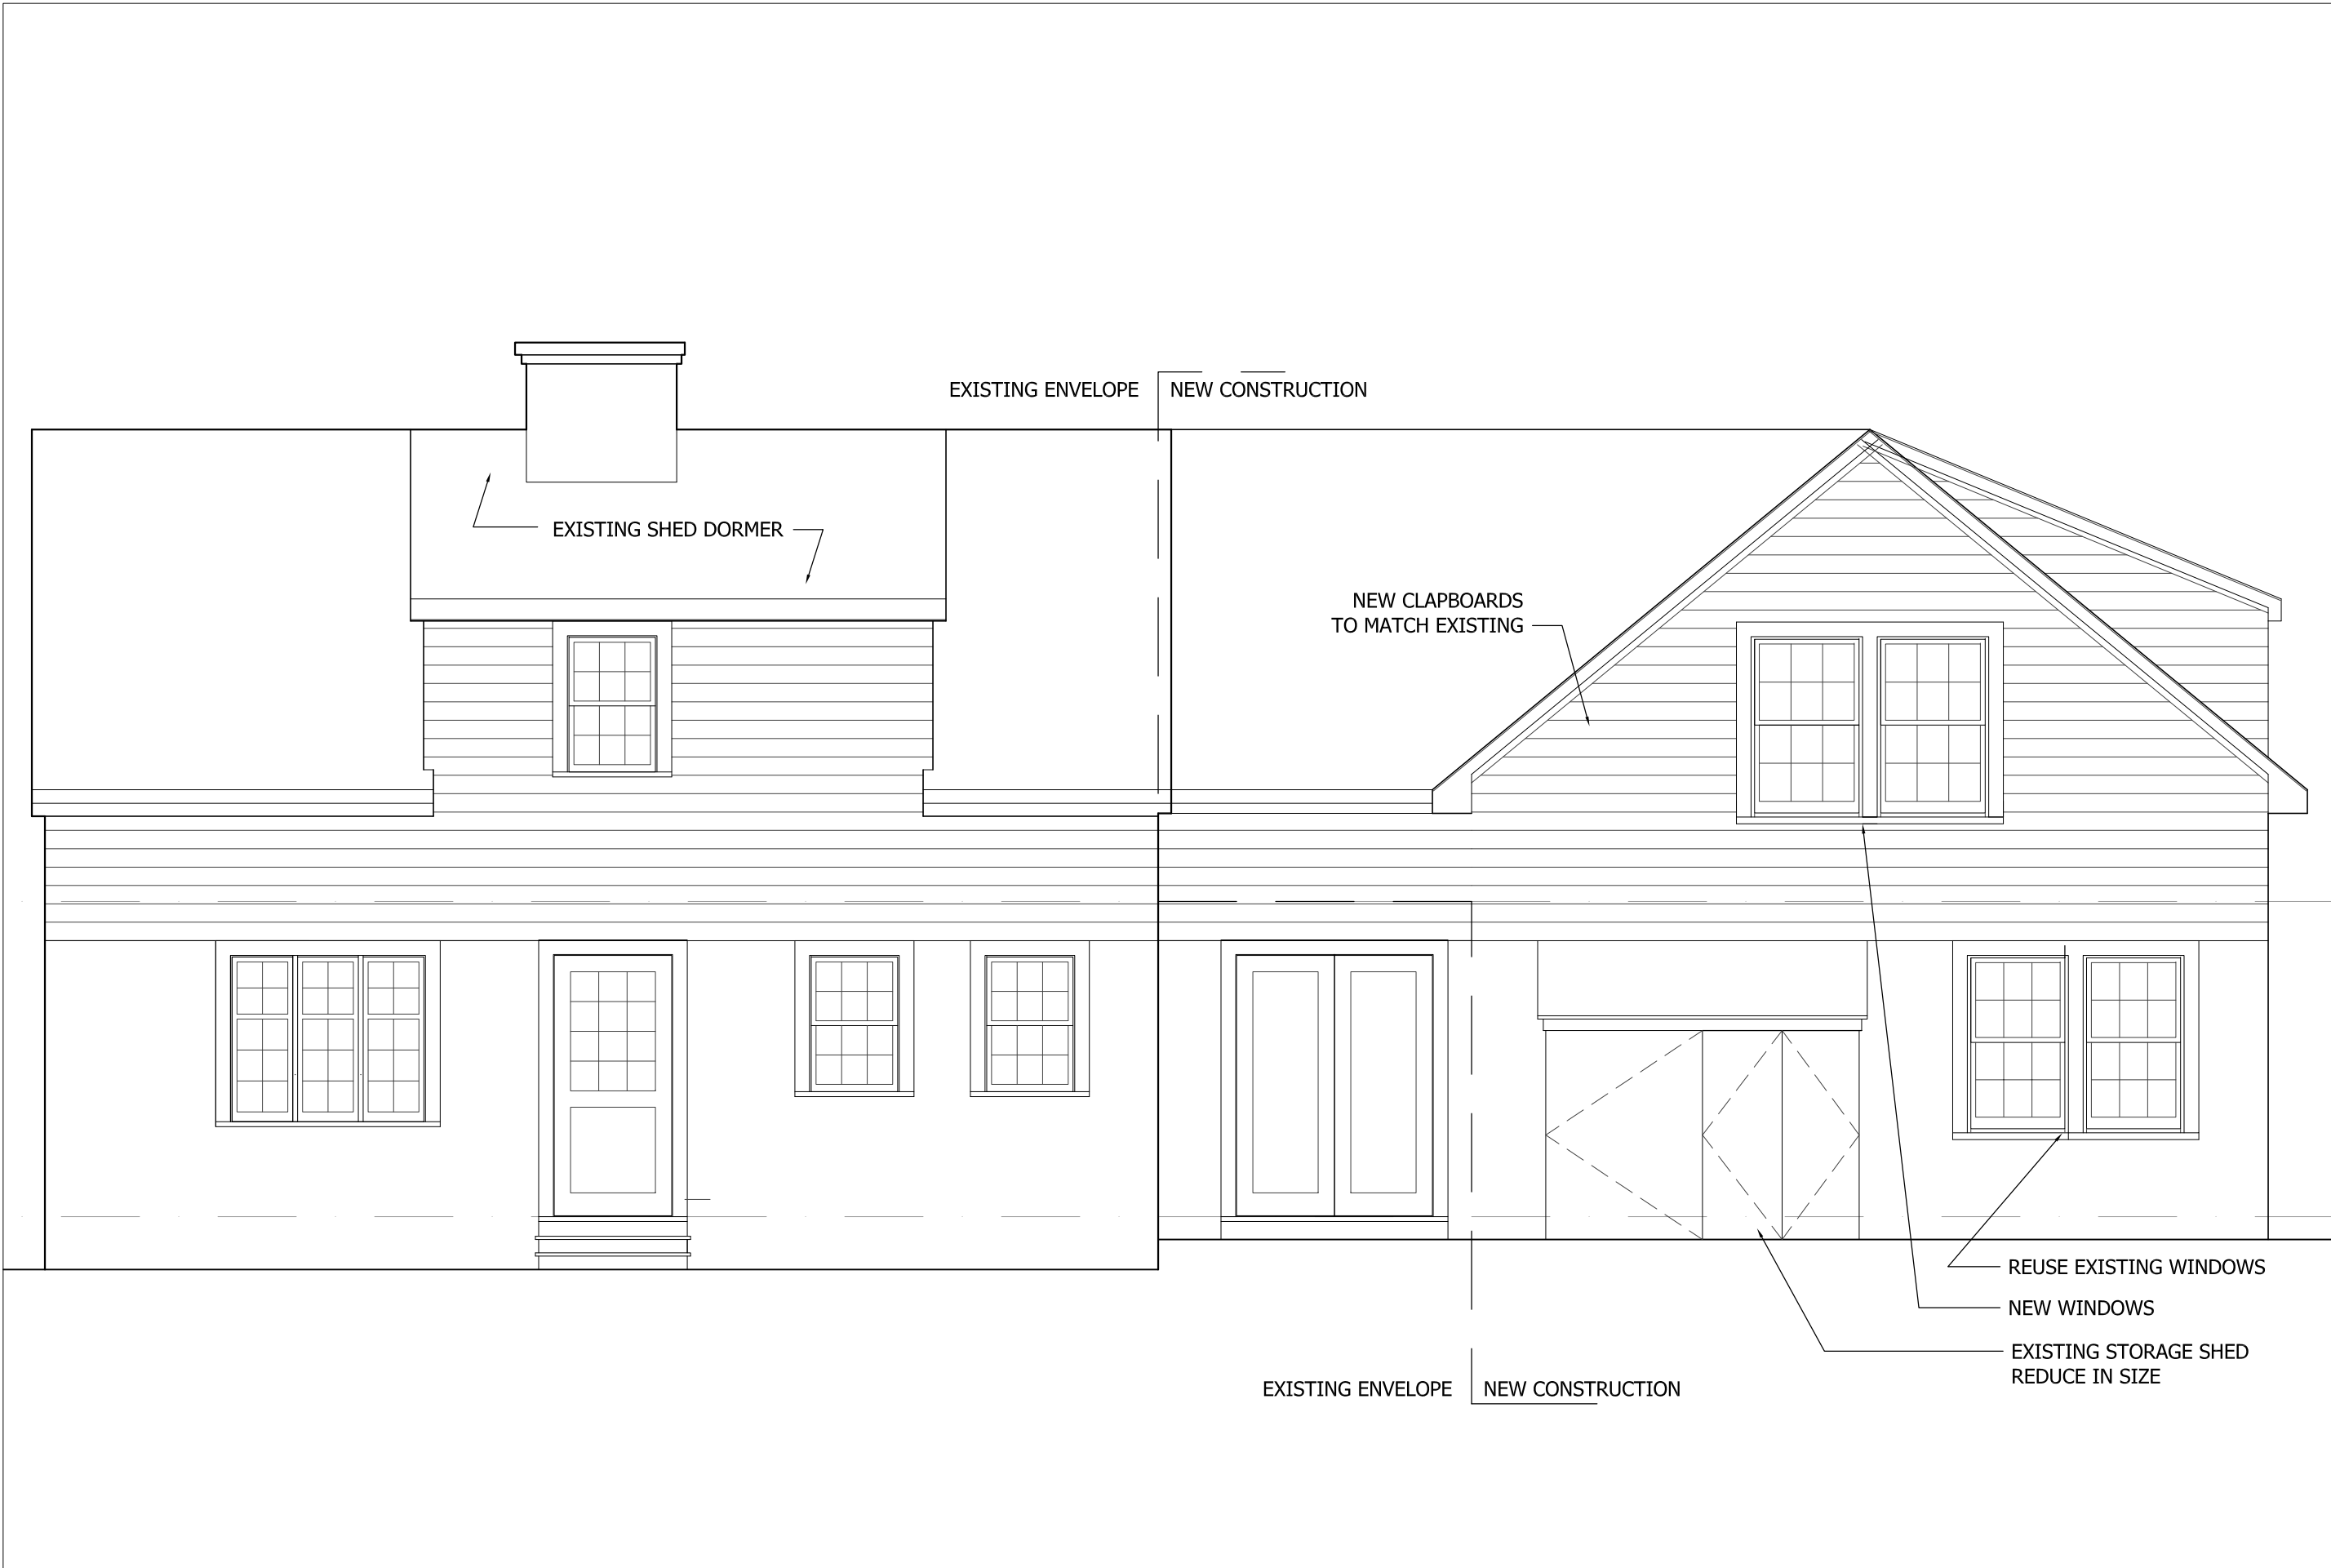 EXISTING ENVELOPE
NEW CONSTRUCTION
EXISTING SHED DORMER
NEW CLAPBOARDS
TO MATCH EXISTING
REUSE EXISTING WINDOWS
NEW WINDOWS
EXISTING STORAGE SHED
REDUCE IN SIZE
EXISTING ENVELOPE
NEW CONSTRUCTION